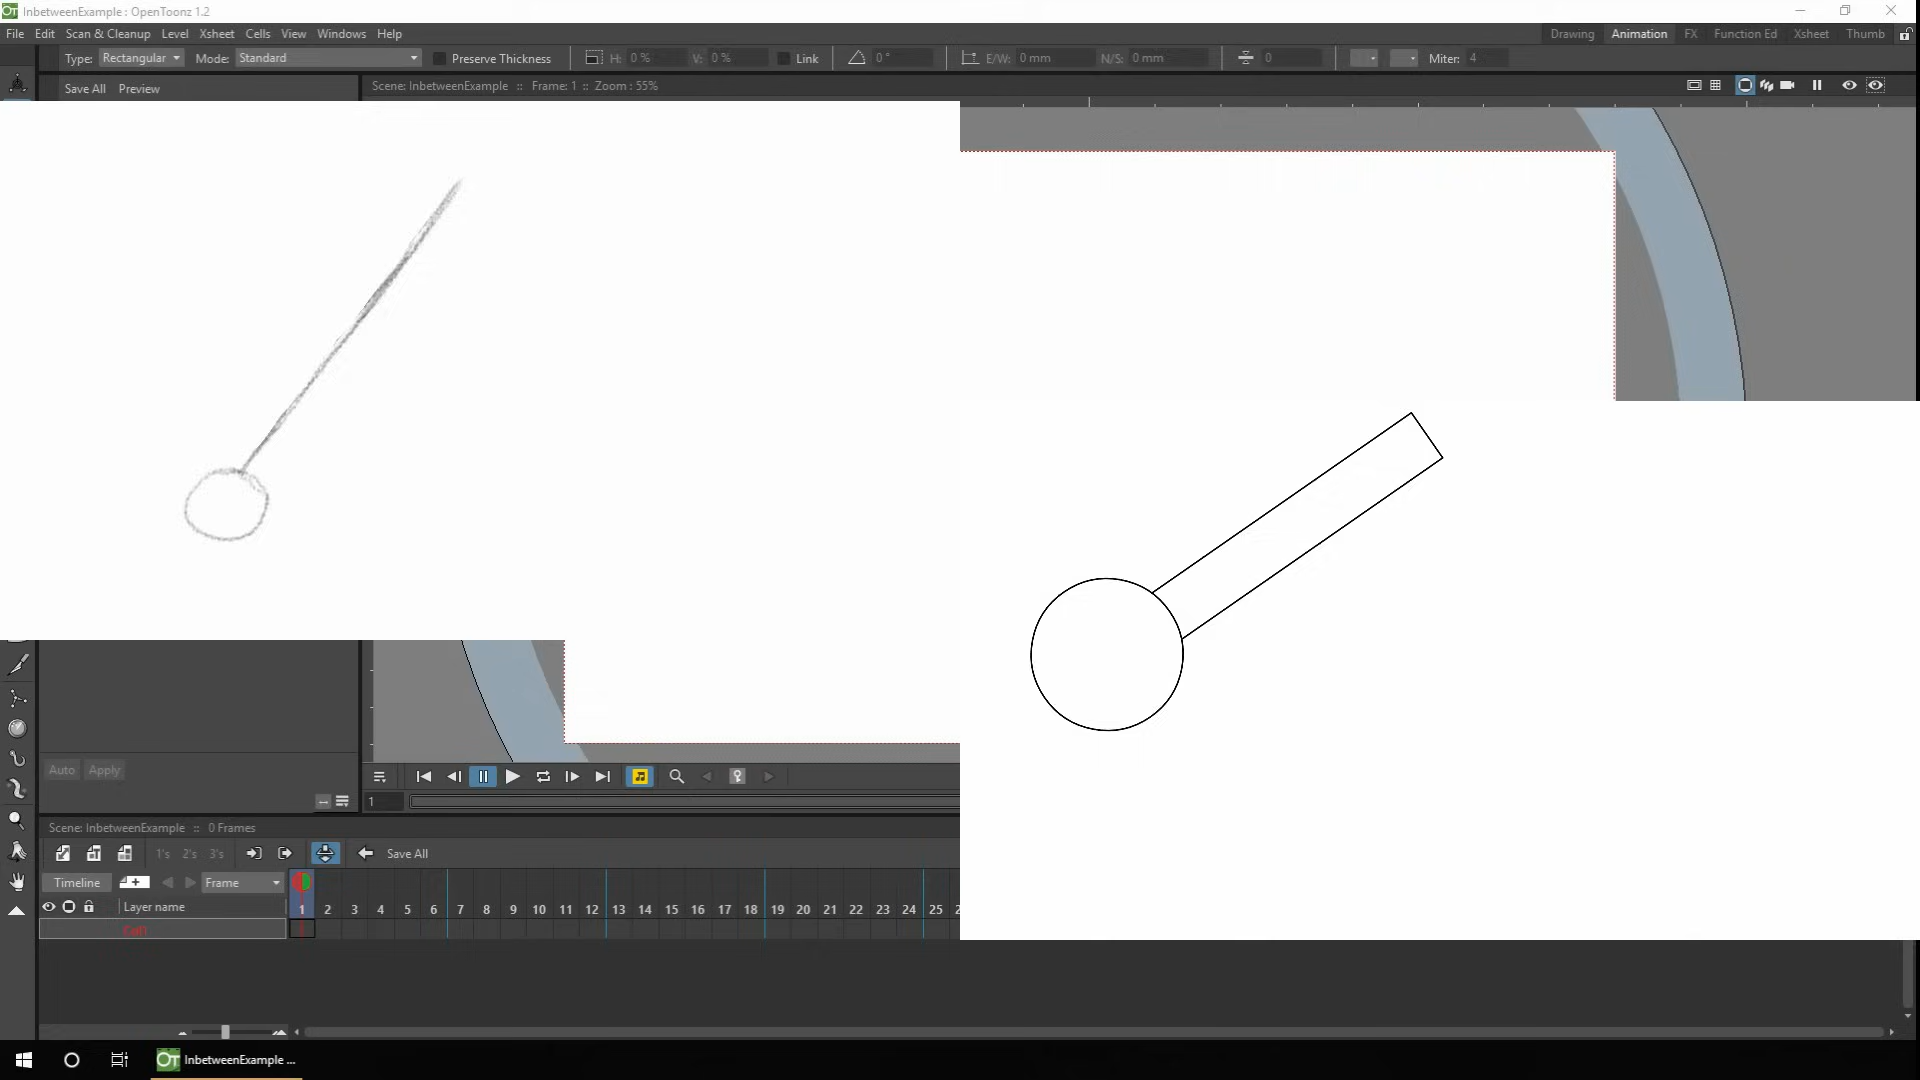 InbetweenExample : OpenToonz 1.2
File Edit Scan & Cleanup Level Xsheet Cells View Windows Help
Drawing Animation FX Function Ed Xsheet Thumb
Type: Rectangular Mode: Standard Preserve Thickness H: 0 % V: 0 % Link 0 ° E/W: 0 mm N/S: 0 mm 0 Miter: 4
Save All Preview
Scene: InbetweenExample :: Frame: 1 :: Zoom : 55%
Auto Apply
1
Scene: InbetweenExample :: 0 Frames
1's 2's 3's Save All
Timeline Frame
Layer name 1 2 3 4 5 6 7 8 9 10 11 12 13 14 15 16 17 18 19 20 21 22 23 24 25
Col1
InbetweenExample ...